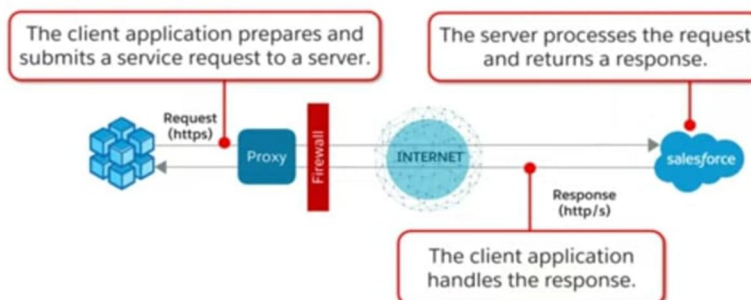 The client application prepares and
submits a service request to a server.
The server processes the request
and returns a response.
Request
(https)
Proxy
Firewall
INTERNET
salesforce
Response
(http/s)
The client application
handles the response.